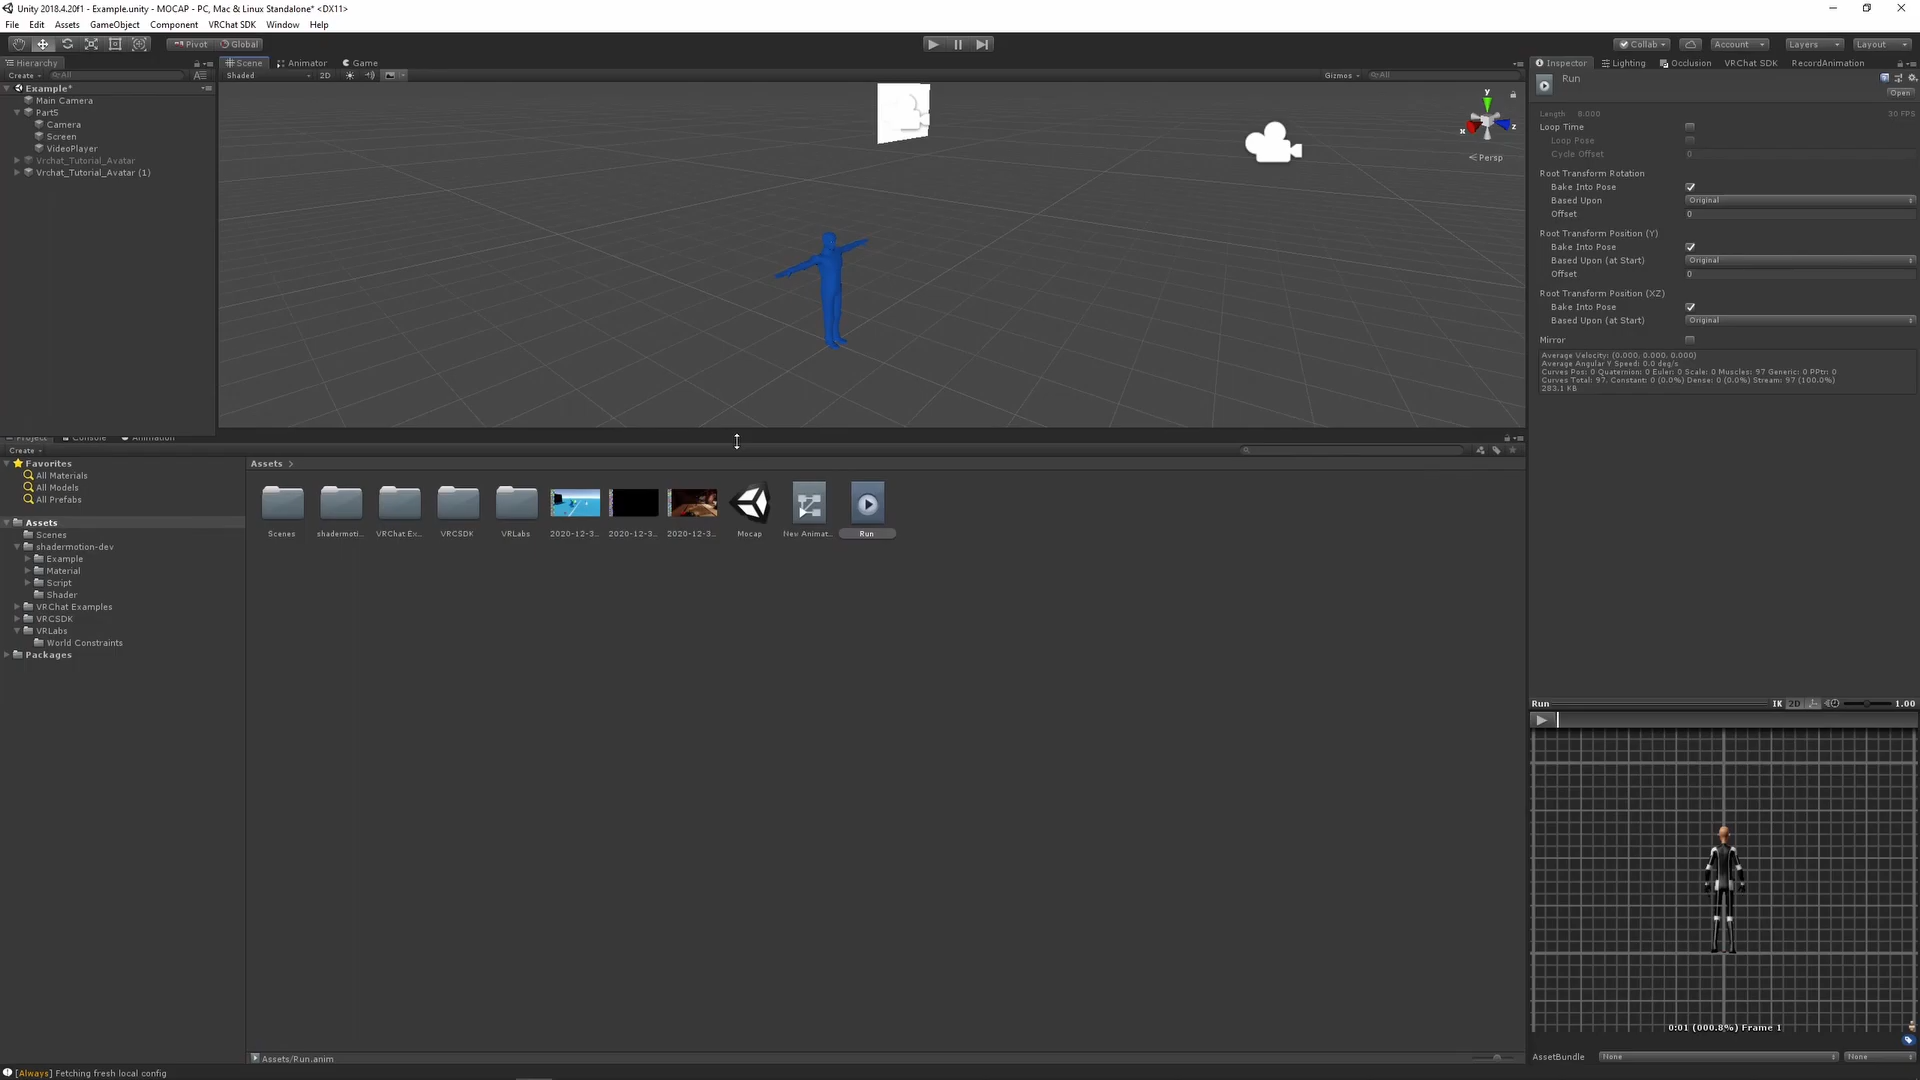 Unity 2018.4.20f1 - Example.unity - MOCAP - PC, Mac & Linux Standalone* <DX11>
File Edit Assets GameObject Component VRChat SDK Window Help
Pivot Global
Collab Account Layers Layout
Hierarchy
Create All
Example*
Main Camera
Part5
Camera
Screen
VideoPlayer
Vrchat_Tutorial_Avatar
Vrchat_Tutorial_Avatar (1)
Scene Animator Game
Shaded 2D Gizmos All
y
x
z
Persp
Inspector Lighting Occlusion VRChat SDK RecordAnimation
Run
Open
Length 8.000 30 FPS
Loop Time
Loop Pose
Cycle Offset 0
Root Transform Rotation
Bake Into Pose
Based Upon Original
Offset 0
Root Transform Position (Y)
Bake Into Pose
Based Upon (at Start) Original
Offset 0
Root Transform Position (XZ)
Bake Into Pose
Based Upon (at Start) Original
Mirror
Average Velocity: (0.000, 0.000, 0.000)
Average Angular Y Speed: 0.0 deg/s
Curves Pos: 0 Quaternion: 0 Euler: 0 Scale: 0 Muscles: 97 Generic: 0 PPtr: 0
Curves Total: 97, Constant: 0 (0.0%) Dense: 0 (0.0%) Stream: 97 (100.0%)
283.1 KB
Project Console Animation
Create
Favorites
All Materials
All Models
All Prefabs
Assets
Scenes
shadermotion-dev
Example
Material
Script
Shader
VRChat Examples
VRCSDK
VRLabs
World Constraints
Packages
Assets
Scenes shadermoti... VRChat Ex... VRCSDK VRLabs 2020-12-3... 2020-12-3... 2020-12-3... Mocap New Animat... Run
Assets/Run.anim
Run IK 2D 1.00
0:01 (000.8%) Frame 1
AssetBundle None None
[Always] Fetching fresh local config